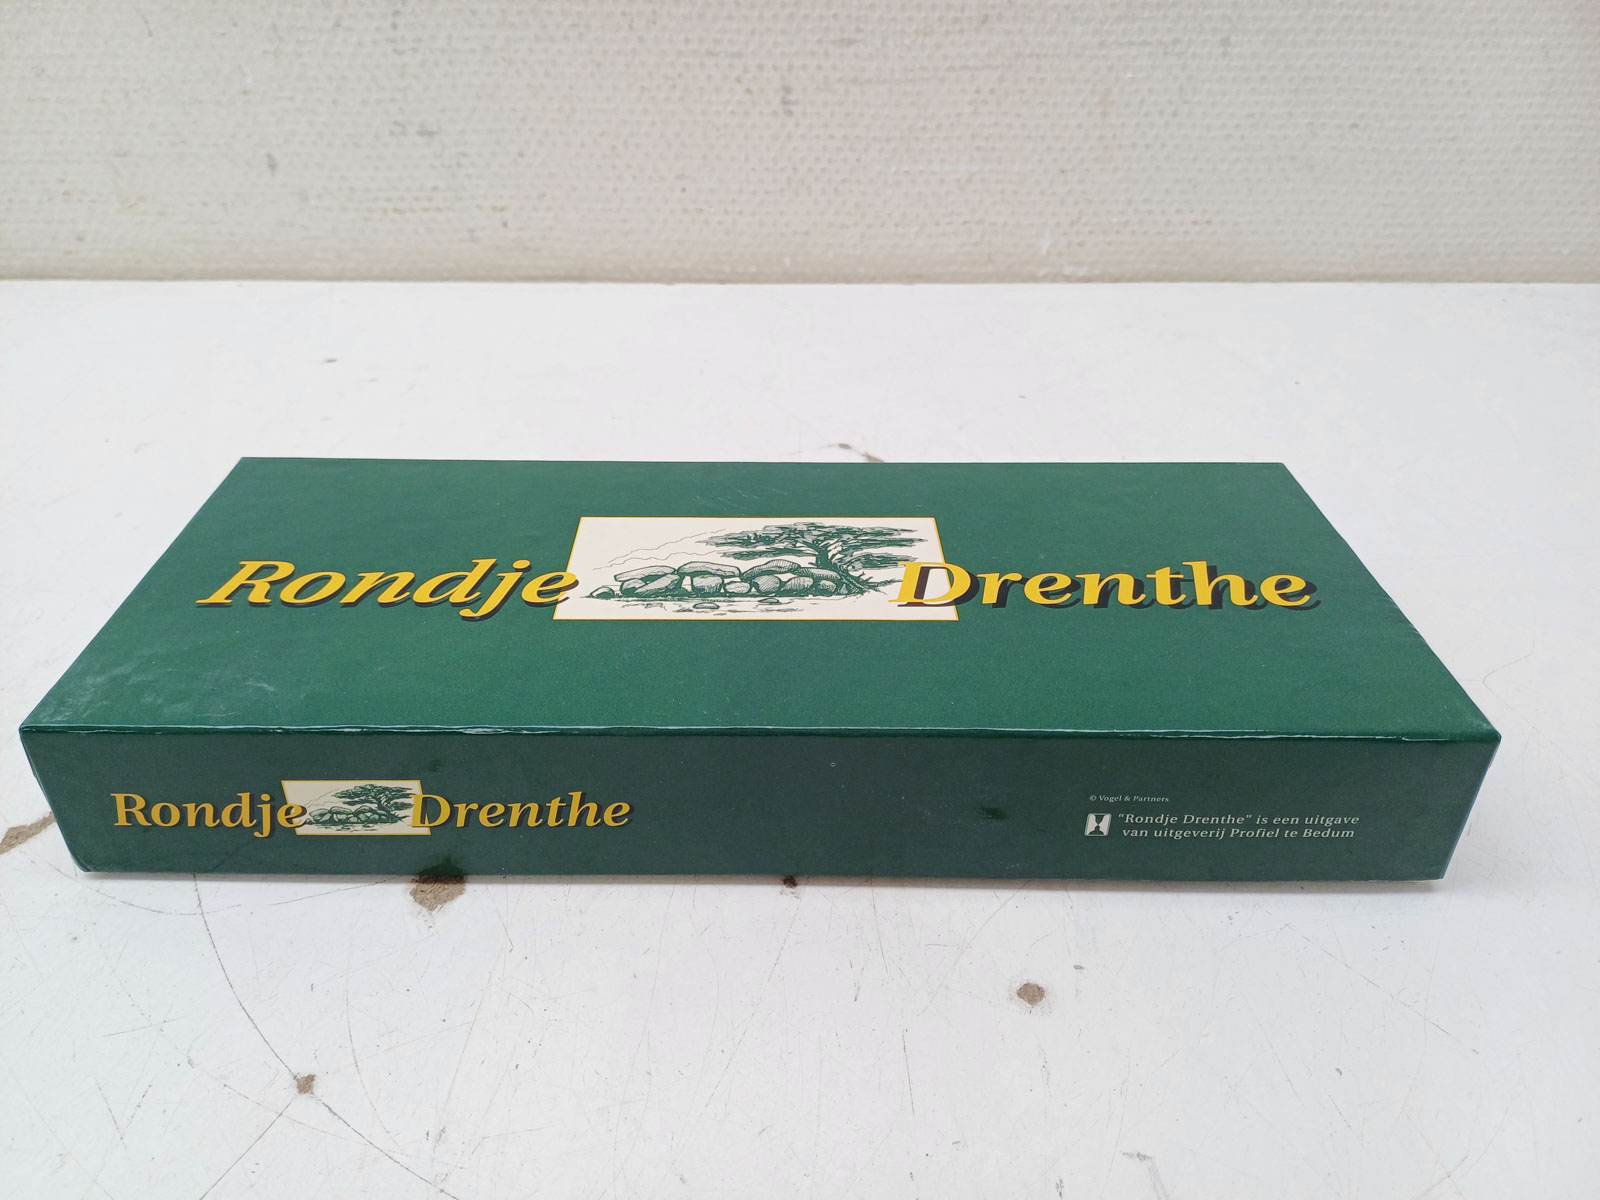 Rondje Drenthe
Rondje Drenthe
© Vogel & Partners
"Rondje Drenthe" is een uitgave
van uitgeverij Profiel te Bedum